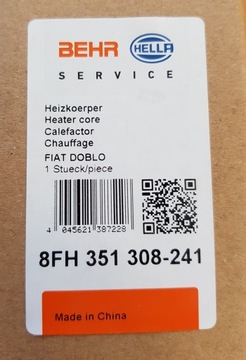 BEHR HELLA
SERVICE
Heizkoerper
Heater core
Calefactor
Chauffage
FIAT DOBLO
1 Stueck/piece
4 045621 387228
8FH 351 308-241
Made in China